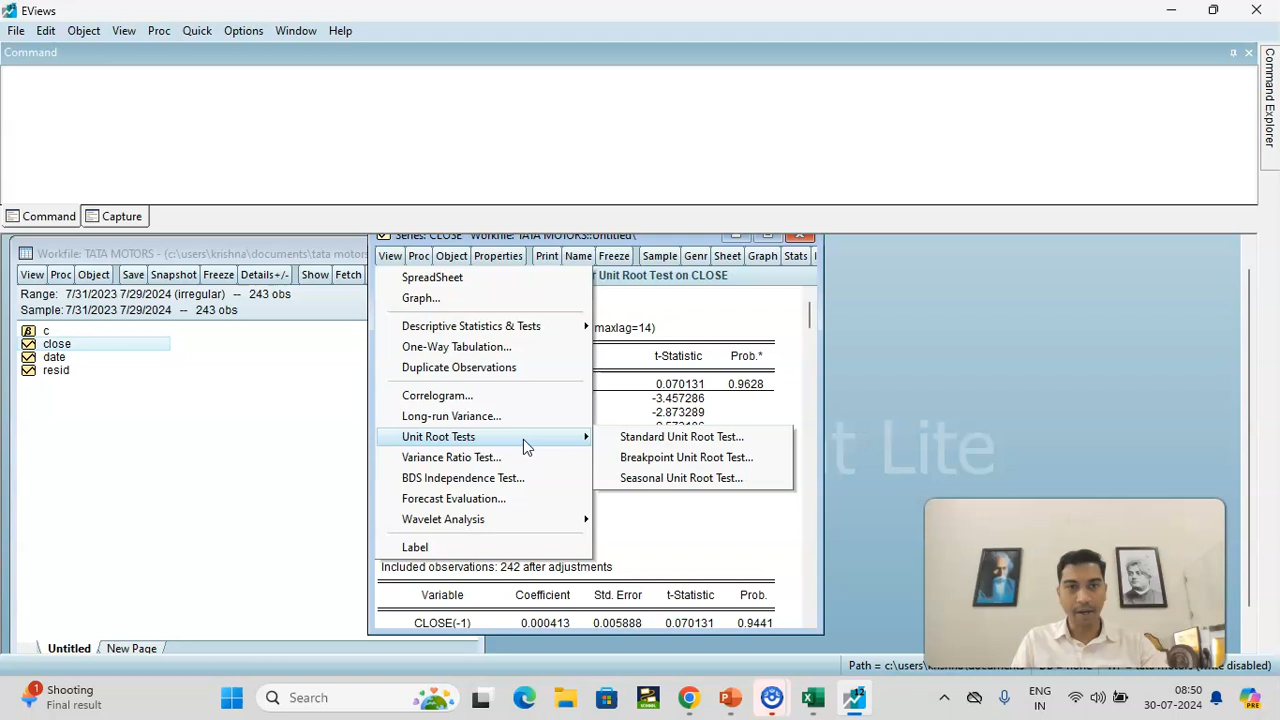 EViews
File Edit Object View Proc Quick Options Window Help
Command
Command Explorer
Command Capture
Workfile: TATA MOTORS - (c:\users\krishna\documents\tata motors
View Proc Object Save Snapshot Freeze Details+/- Show Fetch
Range: 7/31/2023 7/29/2024 (irregular) -- 243 obs
Sample: 7/31/2023 7/29/2024 (irregular) -- 243 obs
c
close
date
resid
Untitled New Page
Series: CLOSE Workfile: TATA MOTORS::Untitled\
View Proc Object Properties Print Name Freeze Sample Genr Sheet Graph Stats
r Unit Root Test on CLOSE
maxlag=14)
t-Statistic Prob.*
0.070131 0.9628
-3.457286
-2.873289
SpreadSheet
Graph...
Descriptive Statistics & Tests
One-Way Tabulation...
Duplicate Observations
Correlogram...
Long-run Variance...
Unit Root Tests
Variance Ratio Test...
BDS Independence Test...
Forecast Evaluation...
Wavelet Analysis
Label
Standard Unit Root Test...
Breakpoint Unit Root Test...
Seasonal Unit Root Test...
Included observations: 242 after adjustments
Variable Coefficient Std. Error t-Statistic Prob.
CLOSE(-1) 0.000413 0.005888 0.070131 0.9441
t Lite
Path = c:\users\krishna\documents
1
Shooting
Final result
Search
12
ENG
IN
08:50
30-07-2024
PRE